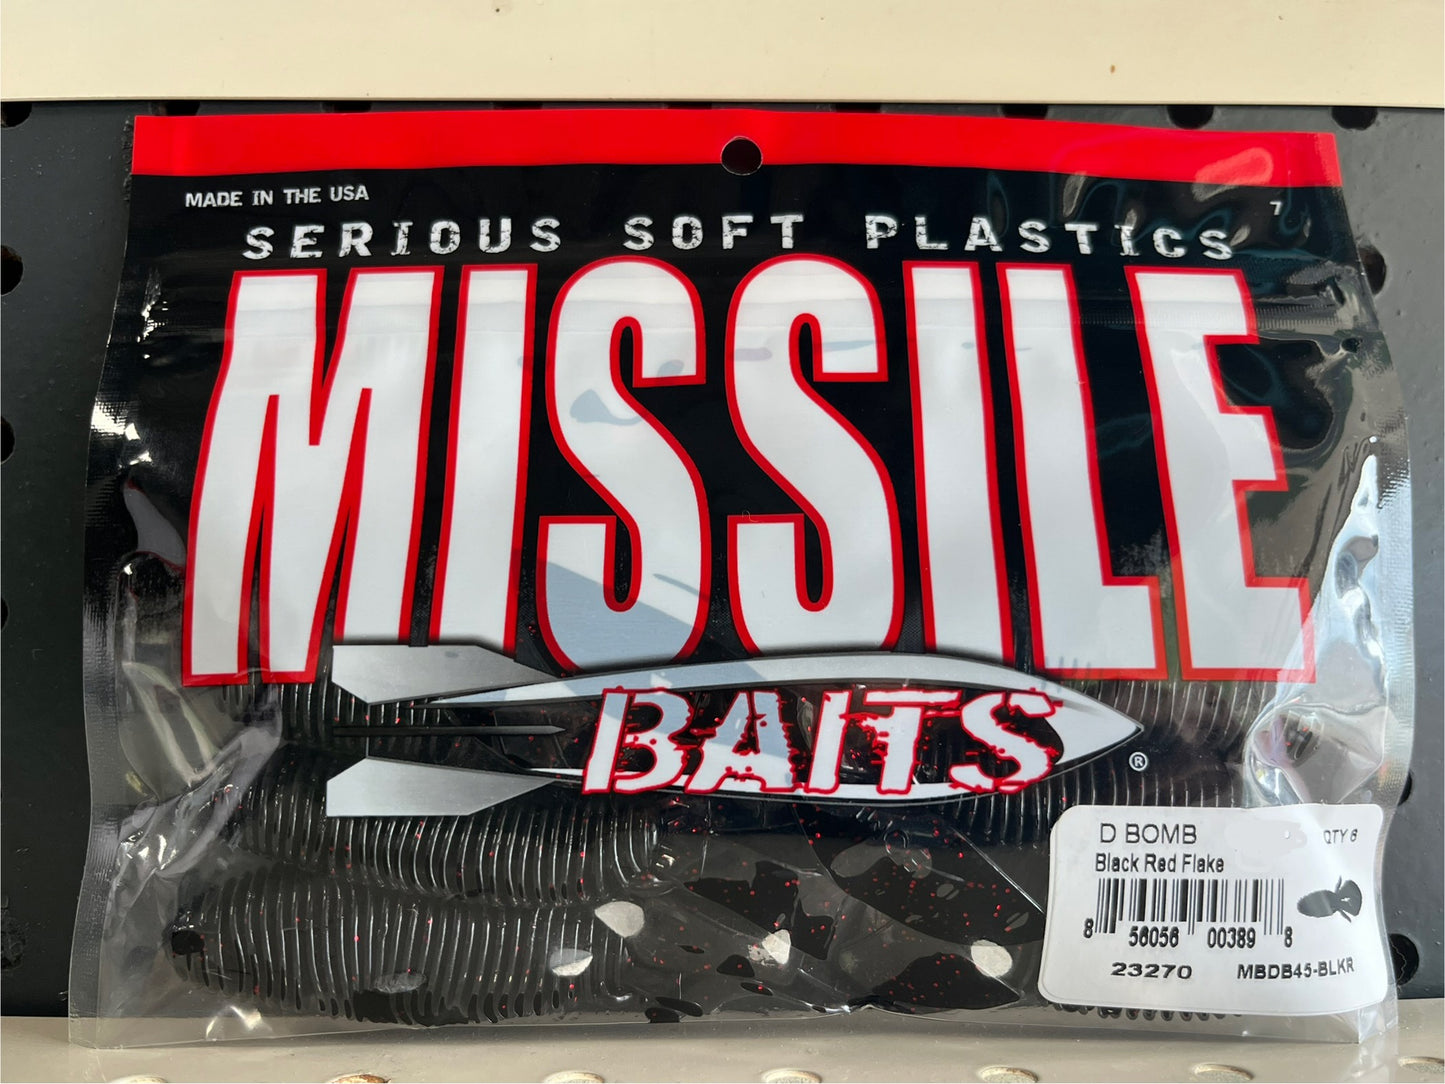 MADE IN THE USA
7
SERIOUS SOFT PLASTICS
MISSILE
BAITS
®
D BOMB QTY 6
Black Red Flake
8 56056 00389 8
23270 MBDB45-BLKR